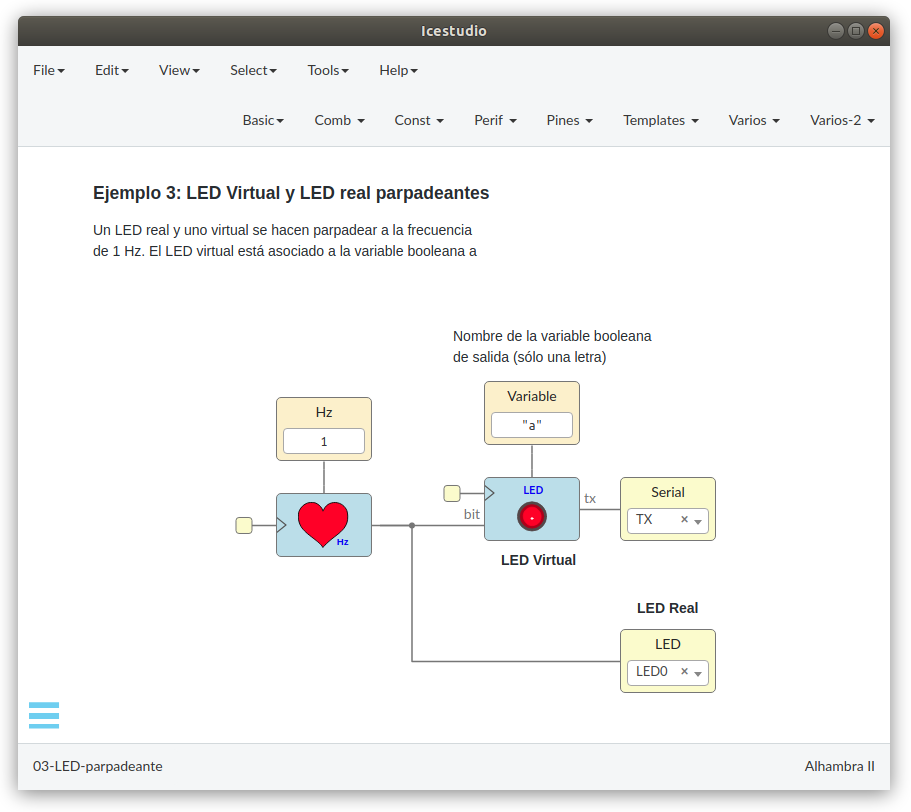 Icestudio
File Edit View Select Tools Help
Basic Comb Const Perif Pines Templates Varios Varios-2
Ejemplo 3: LED Virtual y LED real parpadeantes
Un LED real y uno virtual se hacen parpadear a la frecuencia
de 1 Hz. El LED virtual está asociado a la variable booleana a
Nombre de la variable booleana
de salida (sólo una letra)
Variable
"a"
Hz
1
LED
tx
bit
Serial
TX ×
Hz
LED Virtual
LED Real
LED
LED0 ×
03-LED-parpadeante
Alhambra II